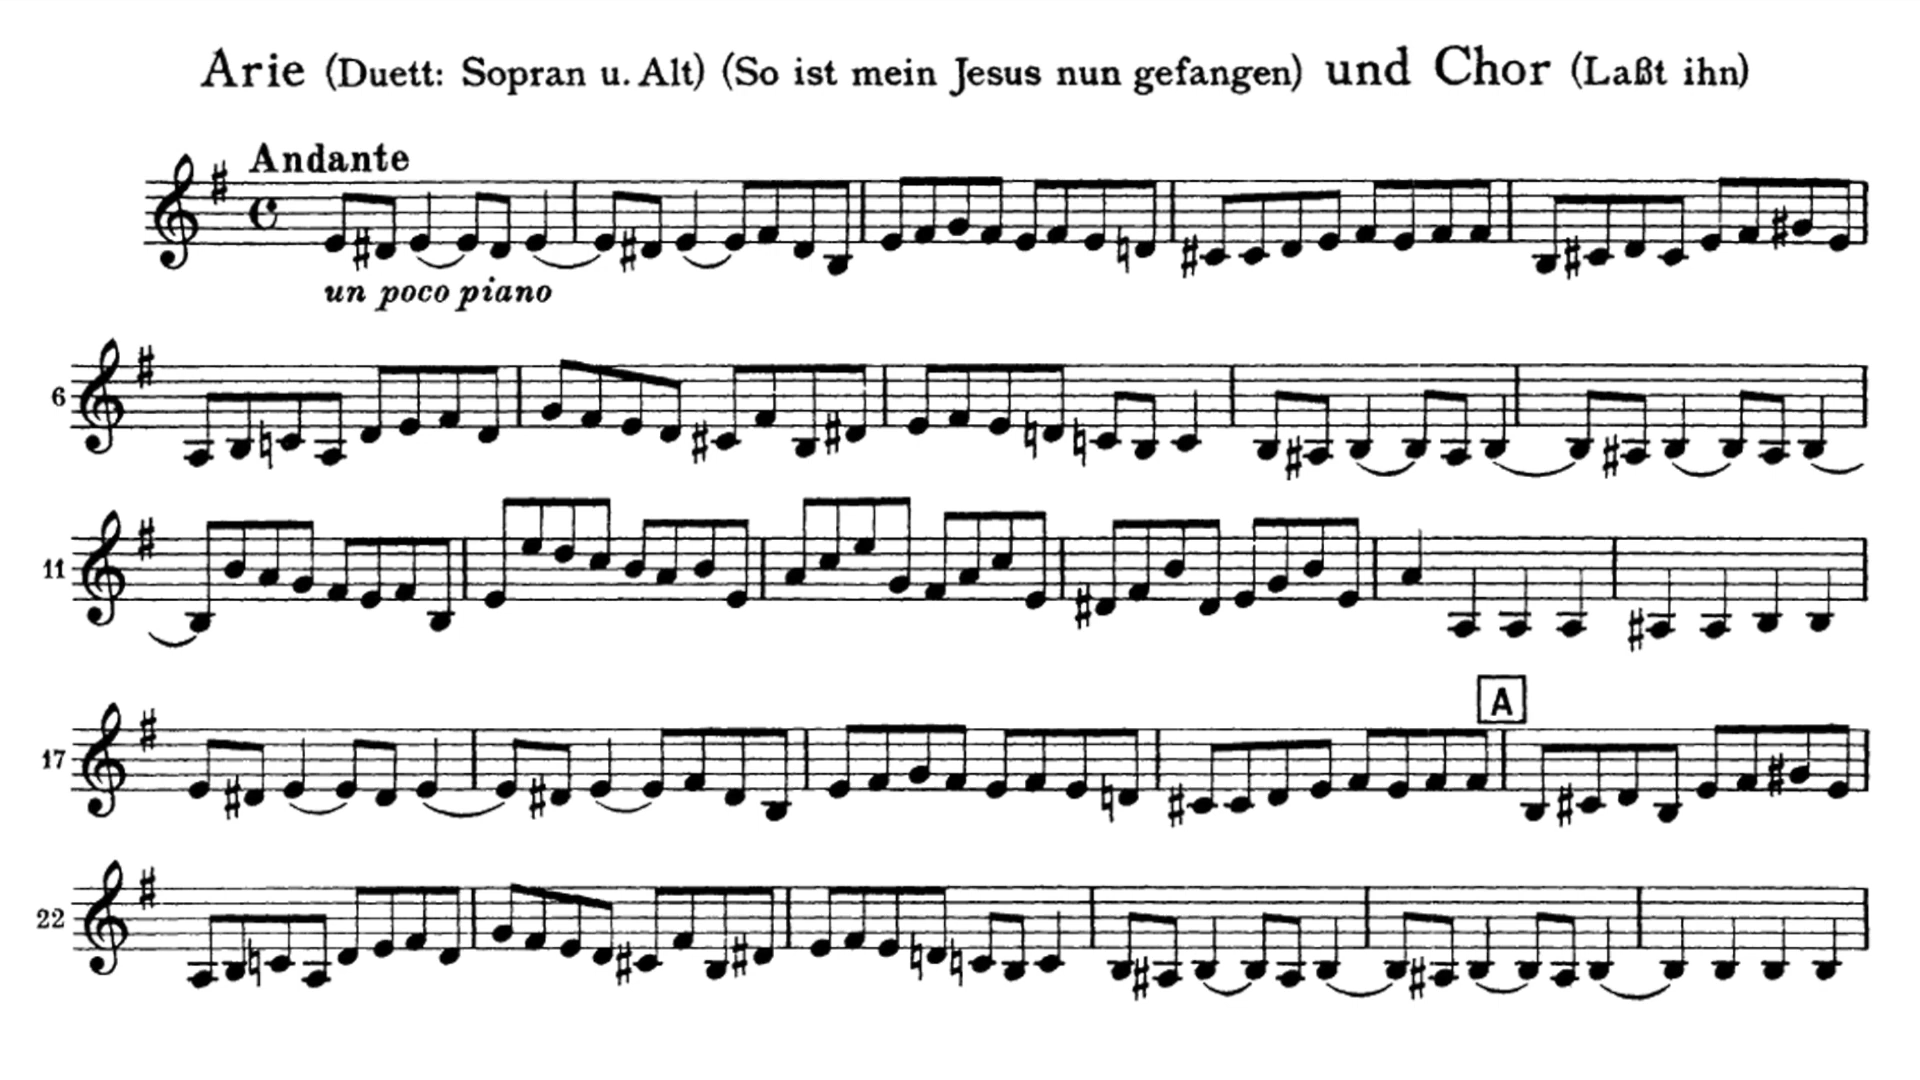 Arie (Duett: Sopran u. Alt) (So ist mein Jesus nun gefangen) und Chor (Laßt ihn)
Andante
un poco piano
6
11
A
17
22